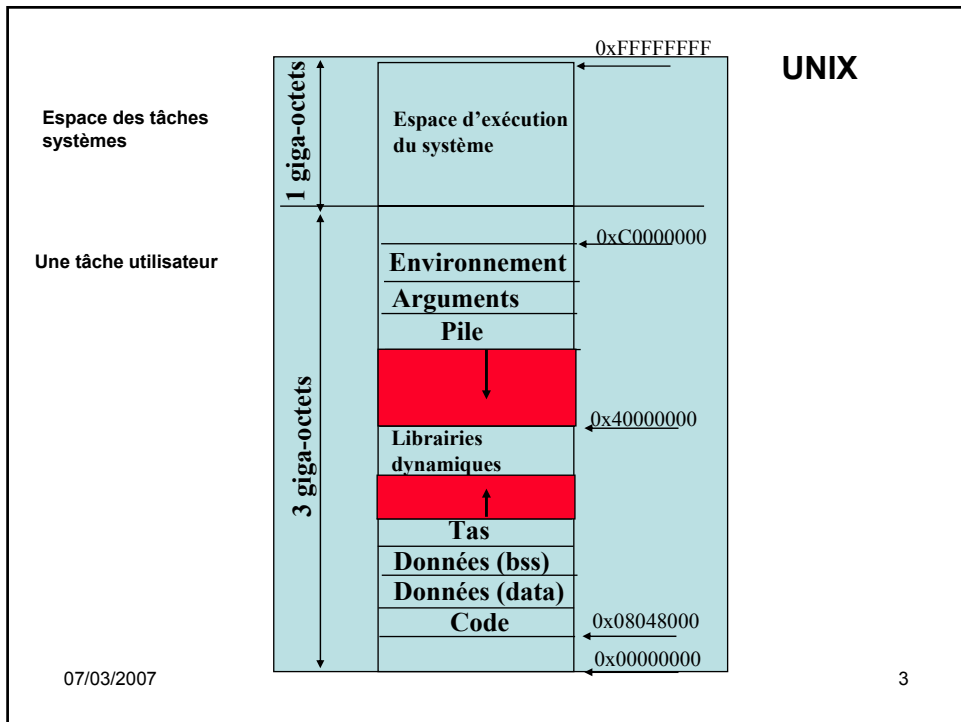 0xFFFFFFFF
UNIX
Espace des tâches
systèmes
1 giga-octets
Espace d'exécution
du système
0xC0000000
Une tâche utilisateur
3 giga-octets
Environnement
Arguments
Pile
0x40000000
Librairies
dynamiques
Tas
Données (bss)
Données (data)
Code
0x08048000
0x00000000
07/03/2007
3